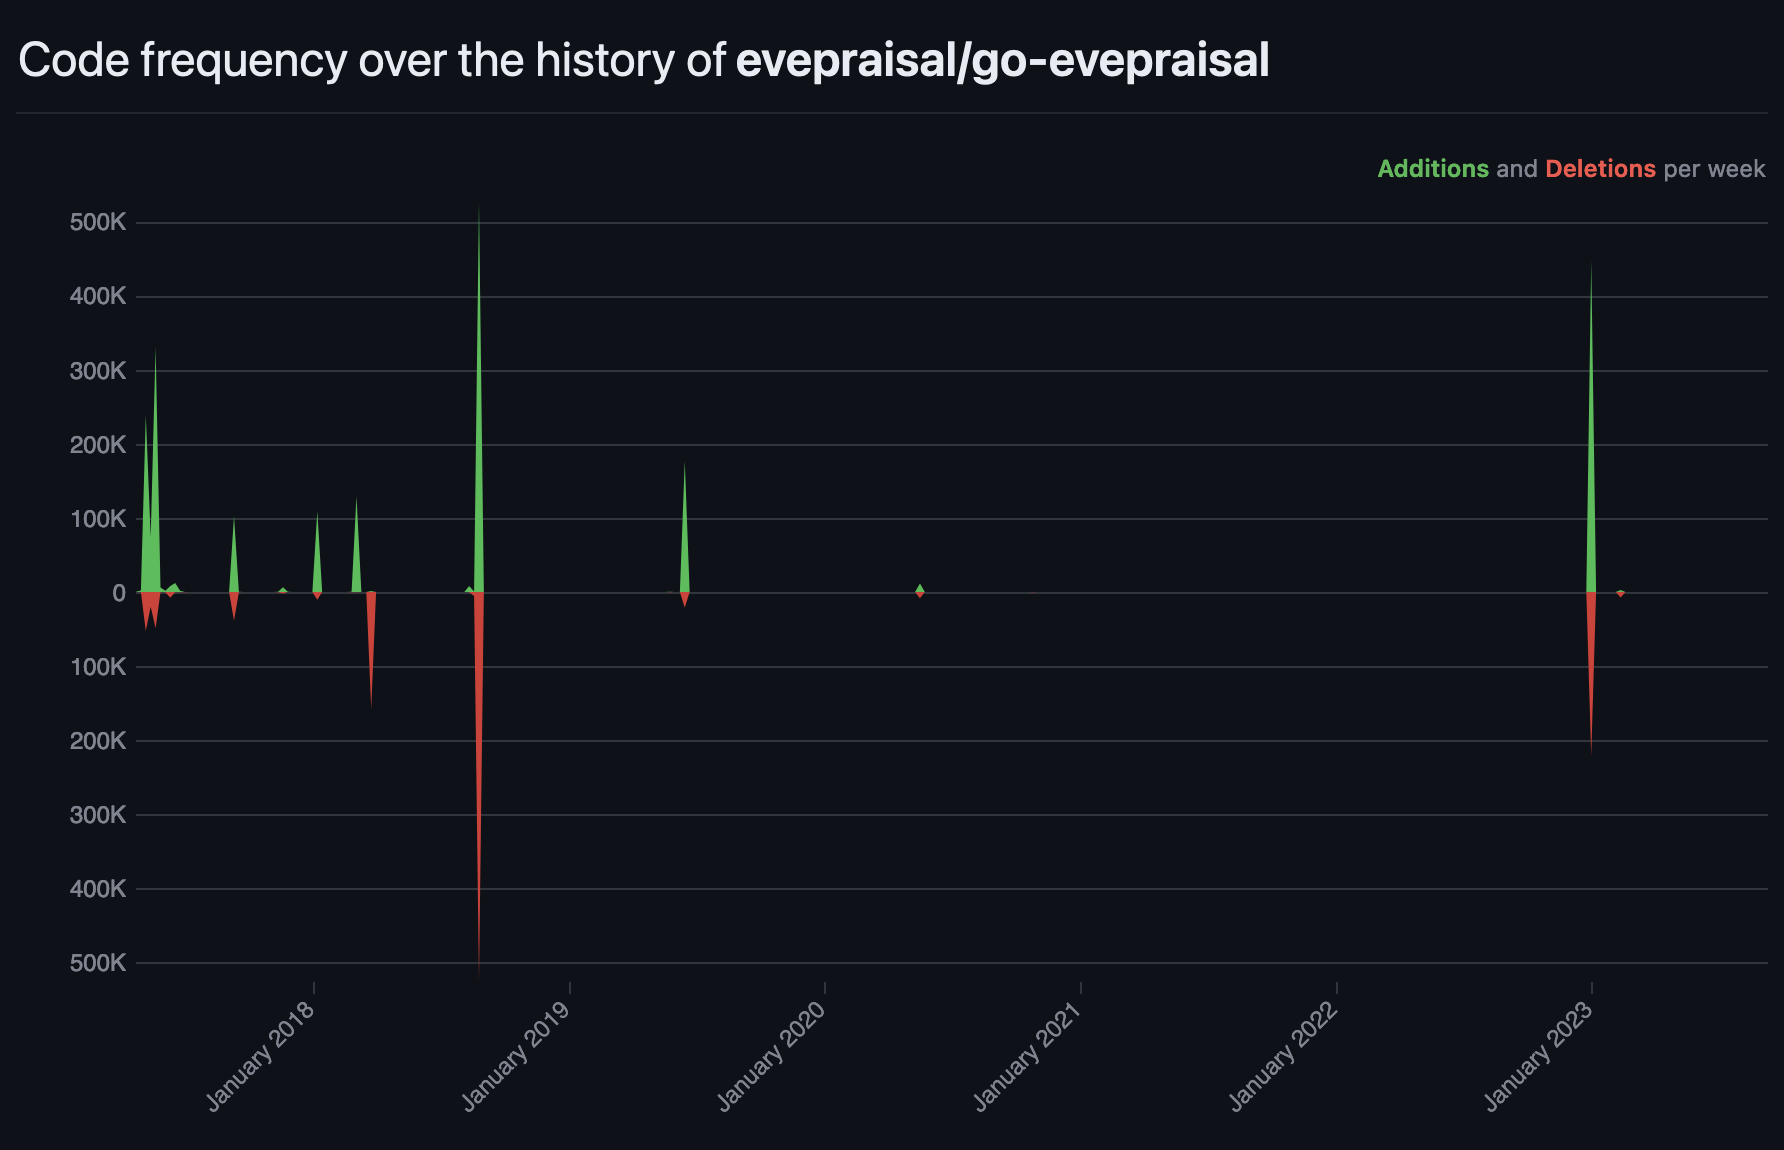 Code frequency over the history of evepraisal/go-evepraisal
Additions and Deletions per week
500K
400K
300K
200K
100K
0
100K
200K
300K
400K
500K
January 2018
January 2019
January 2020
January 2021
January 2022
January 2023